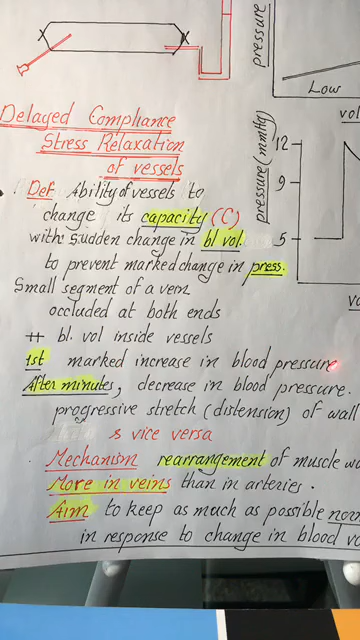 pressure
Low
vol
Delayed Compliance
Stress Relaxation
of vessels
pressure (mmHg)
12
9
5
Def Ability of vessels to
change its capacity (C)
with sudden change in bl vol.
to prevent marked change in press.
Small segment of a vein
occluded at both ends
bl. vol inside vessels
1st marked increase in blood pressure
After minutes, decrease in blood pressure.
progressive stretch (distension) of wall
& vice versa
Mechanism rearrangement of muscle
More in veins than in arteries.
Aim to keep as much as possible
in response to change in blood